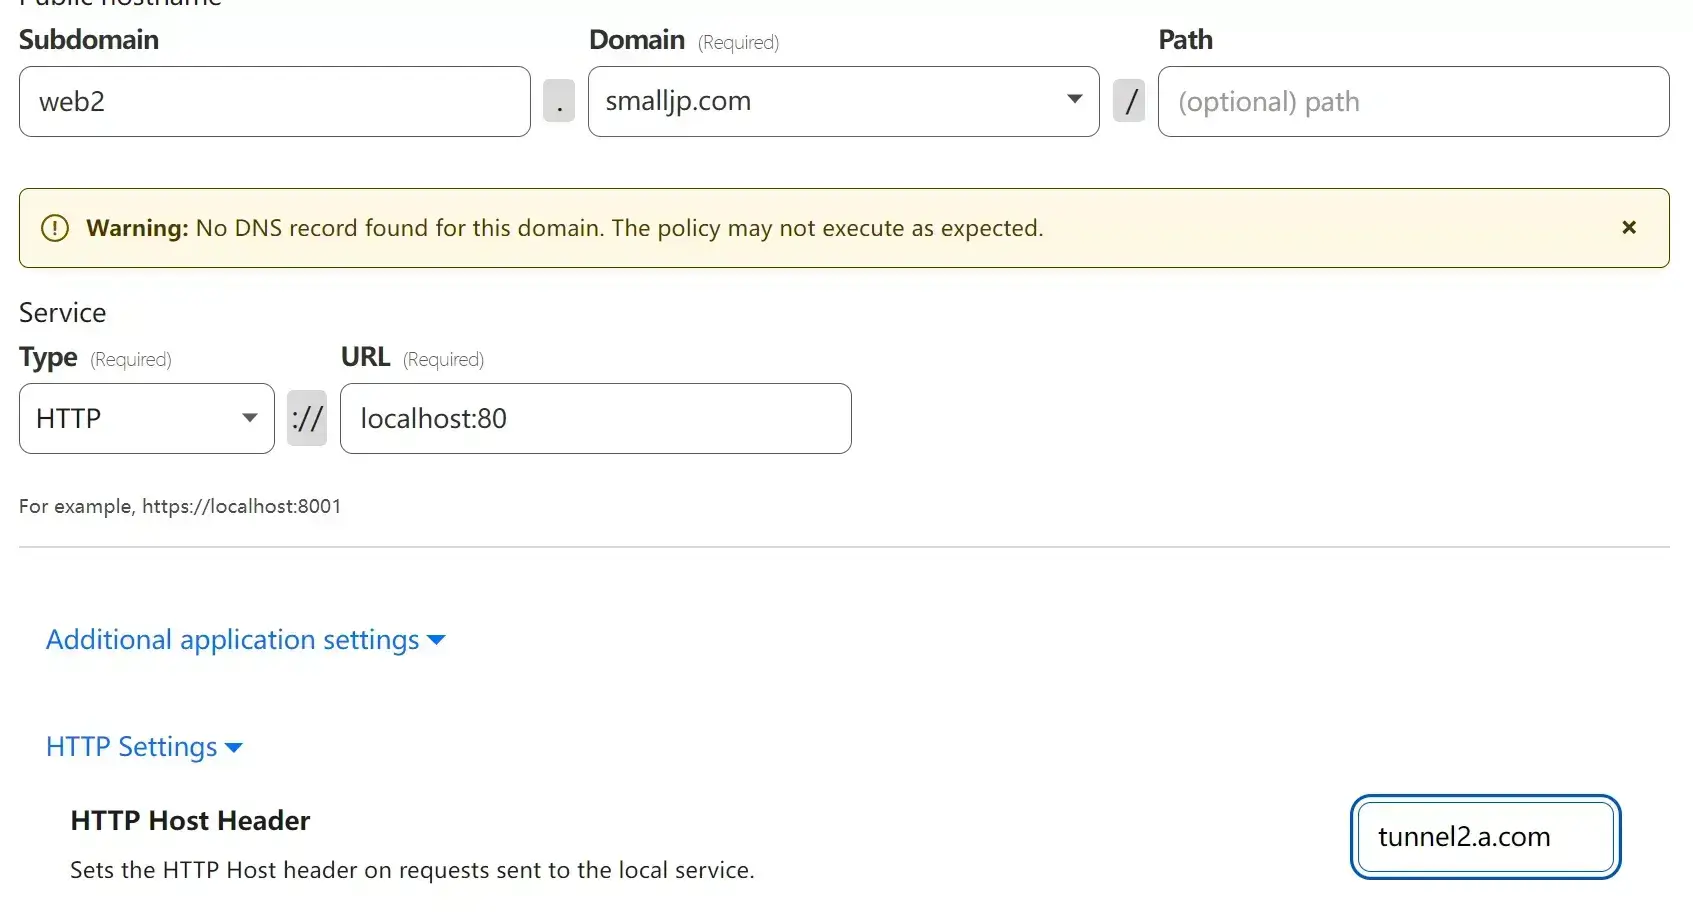 Public hostname
Subdomain
Domain (Required)
Path
web2
.
smalljp.com
/
(optional) path
Warning: No DNS record found for this domain. The policy may not execute as expected.
Service
Type (Required)
URL (Required)
HTTP
://
localhost:80
For example, https://localhost:8001
Additional application settings
HTTP Settings
HTTP Host Header
tunnel2.a.com
Sets the HTTP Host header on requests sent to the local service.